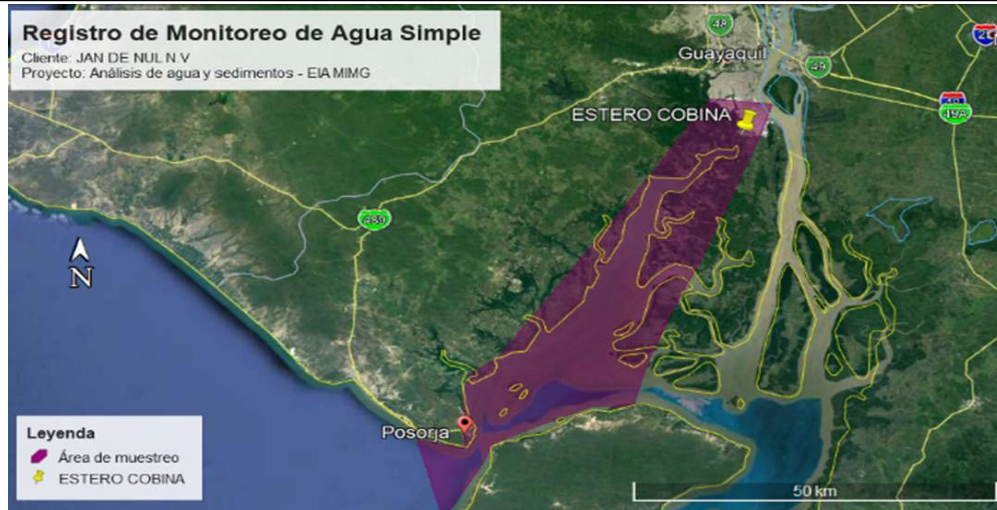 Registro de Monitoreo de Agua Simple
Cliente: JAN DE NUL N.V
Proyecto: Análisis de agua y sedimentos - EIA MIMG
48
Guayaquil
49
ESTERO COBINA
40
49A
N
Posorja
Leyenda
Área de muestreo
ESTERO COBINA
50 km